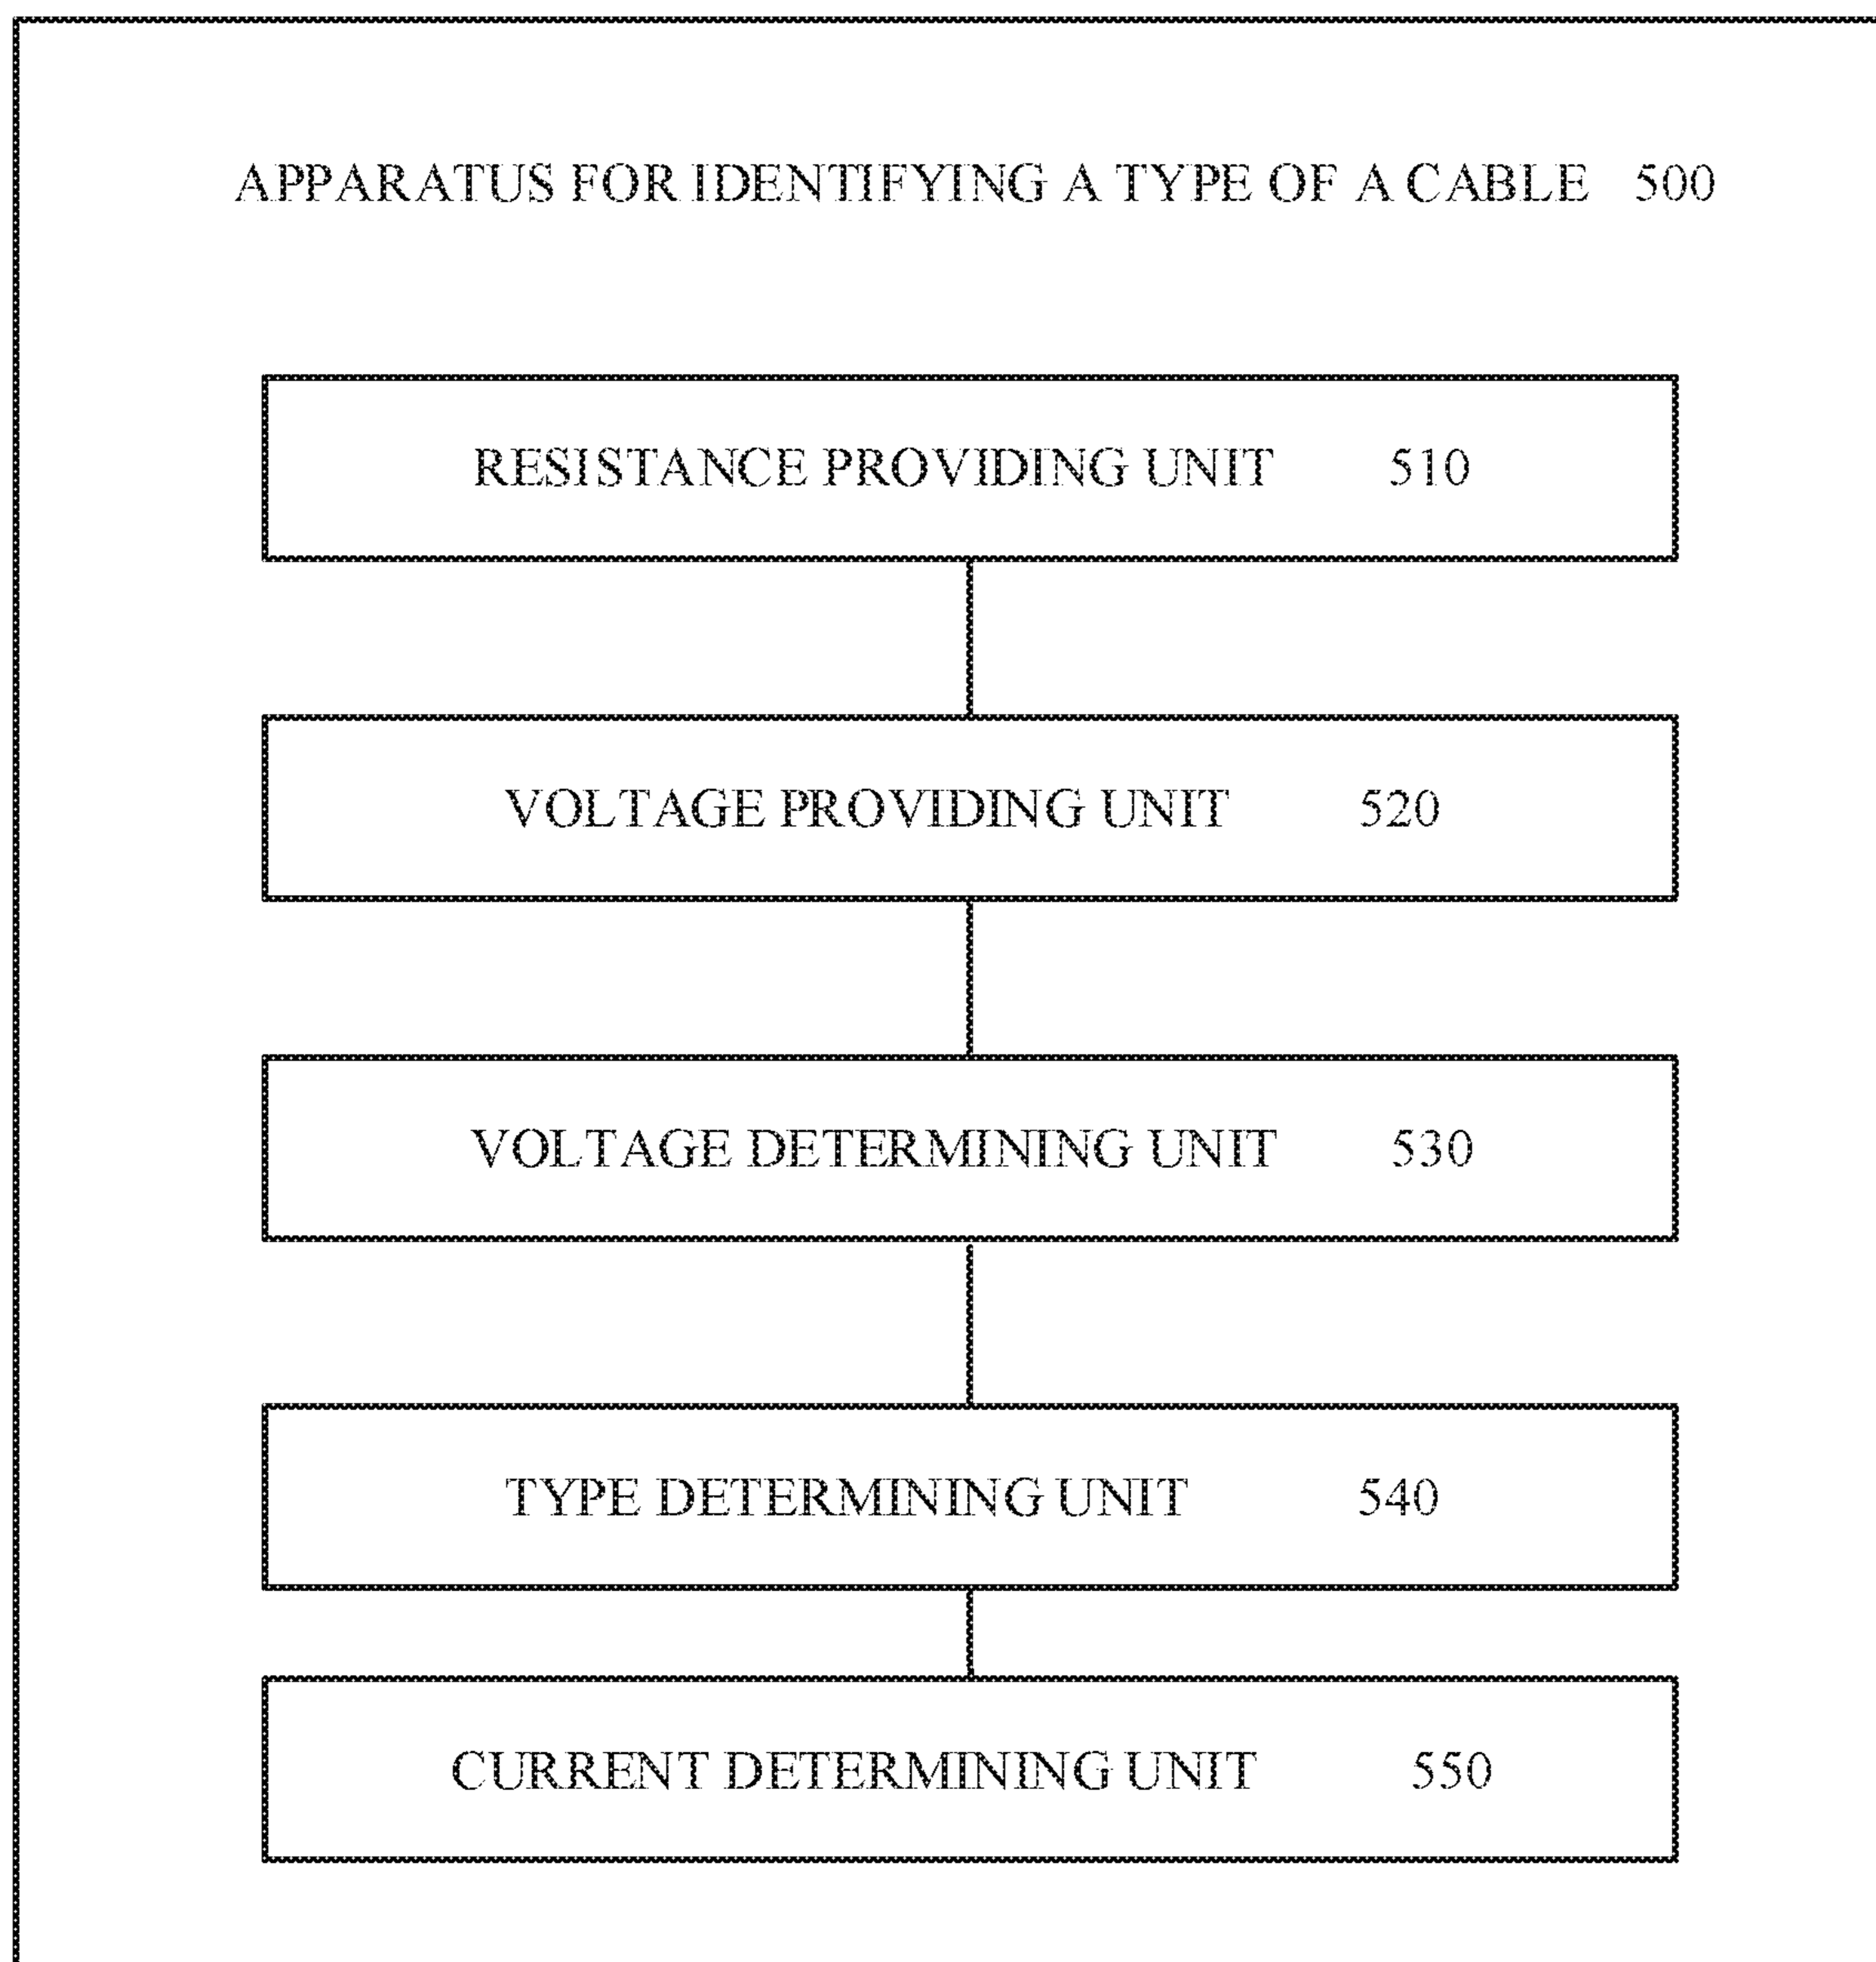 APPARATUS FOR IDENTIFYING A TYPE OF A CABLE 500
RESISTANCE PROVIDING UNIT 510
VOLTAGE PROVIDING UNIT 520
VOLTAGE DETERMINING UNIT 530
TYPE DETERMINING UNIT 540
CURRENT DETERMINING UNIT 550